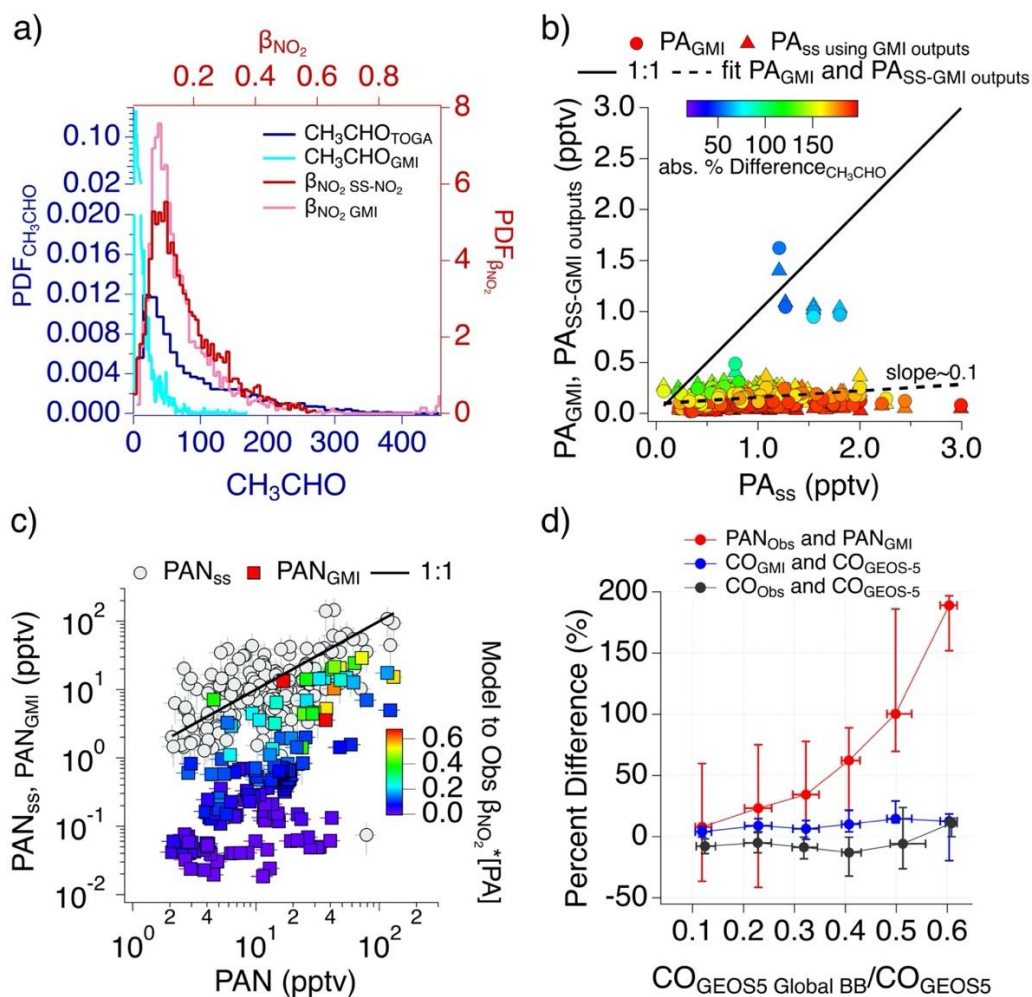 a)
β_NO2
0.2 0.4 0.6 0.8
PDF_CH3CHO
0.10
0.02
0.020
0.016
0.012
0.008
0.004
0.000
CH3CHO_TOGA
CH3CHO_GMI
β_NO2 SS-NO2
β_NO2 GMI
8
6
4
2
0
PDF_β_NO2
0 100 200 300 400
CH3CHO
b)
PA_GMI PA_ss using GMI outputs
1:1 fit PA_GMI and PA_SS-GMI outputs
PA_GMI, PA_SS-GMI outputs (pptv)
3.0
2.5
2.0
1.5
1.0
0.5
0.0
50 100 150
abs. % Difference_CH3CHO
slope~0.1
0.0 1.0 2.0 3.0
PA_ss (pptv)
c)
PAN_ss PAN_GMI 1:1
PAN_ss, PAN_GMI (pptv)
10^2
10^1
10^0
10^-1
10^-2
0.6
0.4
0.2
0.0
Model to Obs β_NO2*[PA]
2 4 2 4 2
10^0 10^1 10^2
PAN (pptv)
d)
PAN_Obs and PAN_GMI
CO_GMI and CO_GEOS-5
CO_Obs and CO_GEOS-5
Percent Difference (%)
200
150
100
50
0
-50
0.1 0.2 0.3 0.4 0.5 0.6
CO_GEOS5 Global BB/CO_GEOS5